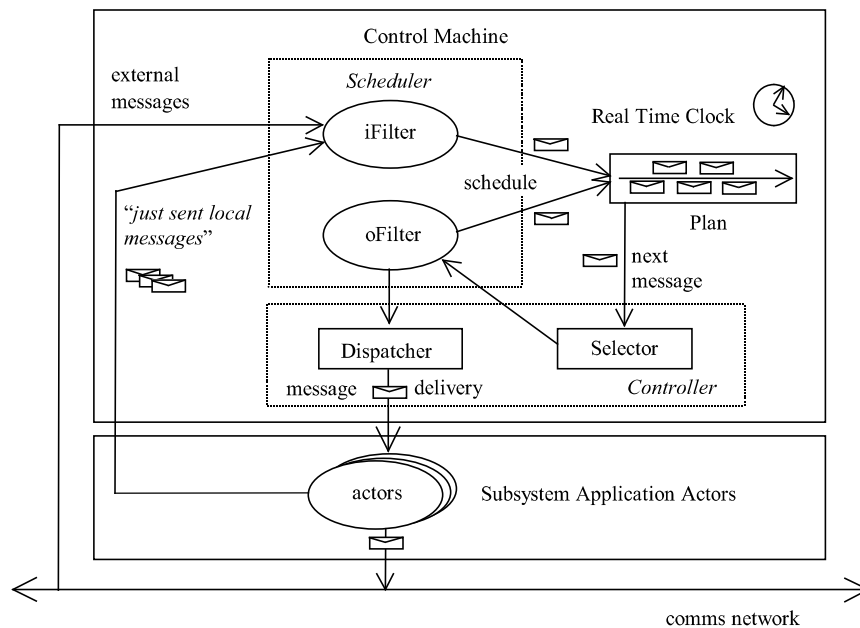 Control Machine
external
messages
Scheduler
iFilter
Real Time Clock
schedule
“just sent local
messages”
oFilter
Plan
next
message
Dispatcher
Selector
message
delivery
Controller
actors
Subsystem Application Actors
comms network